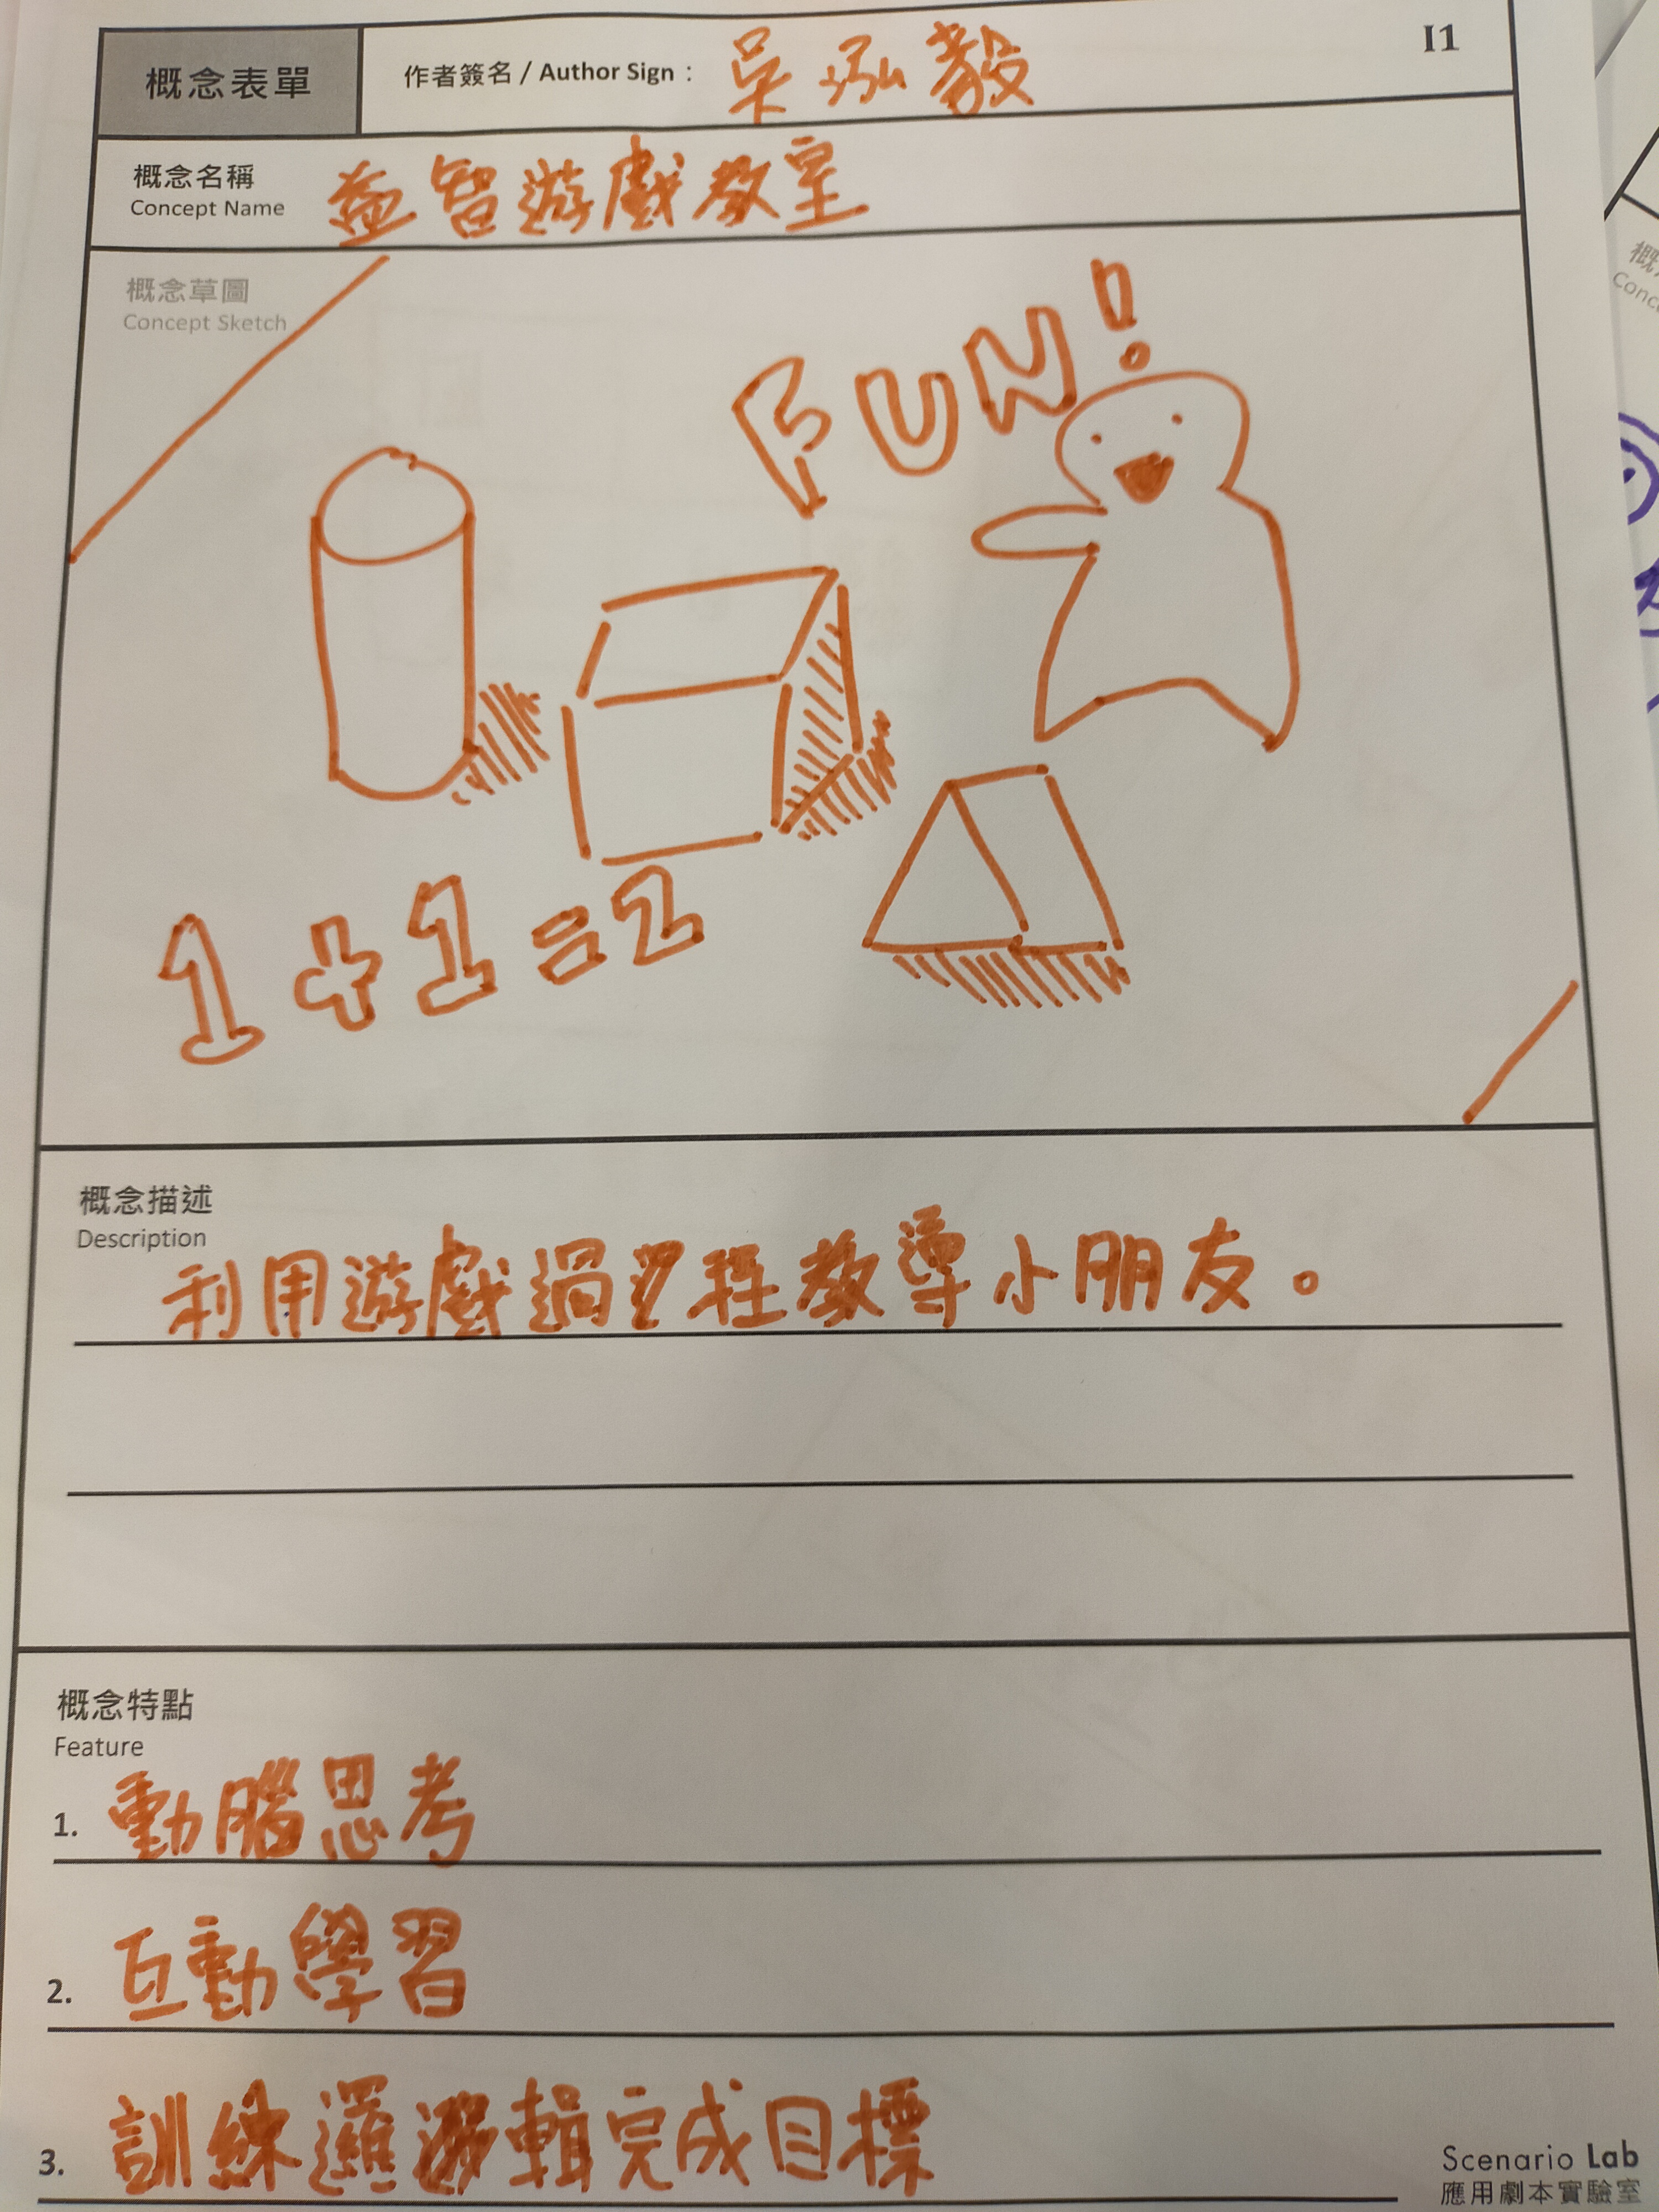 概念表單
作者簽名 / Author Sign：吳泓毅
I1
概念名稱
Concept Name
益智遊戲教室
概念草圖
Concept Sketch
FUN!
1+1=2
概念描述
Description
利用遊戲過程教導小朋友。
概念特點
Feature
1. 動腦思考
2. 互動學習
3. 訓練邏輯完成目標
Scenario Lab
應用劇本實驗室